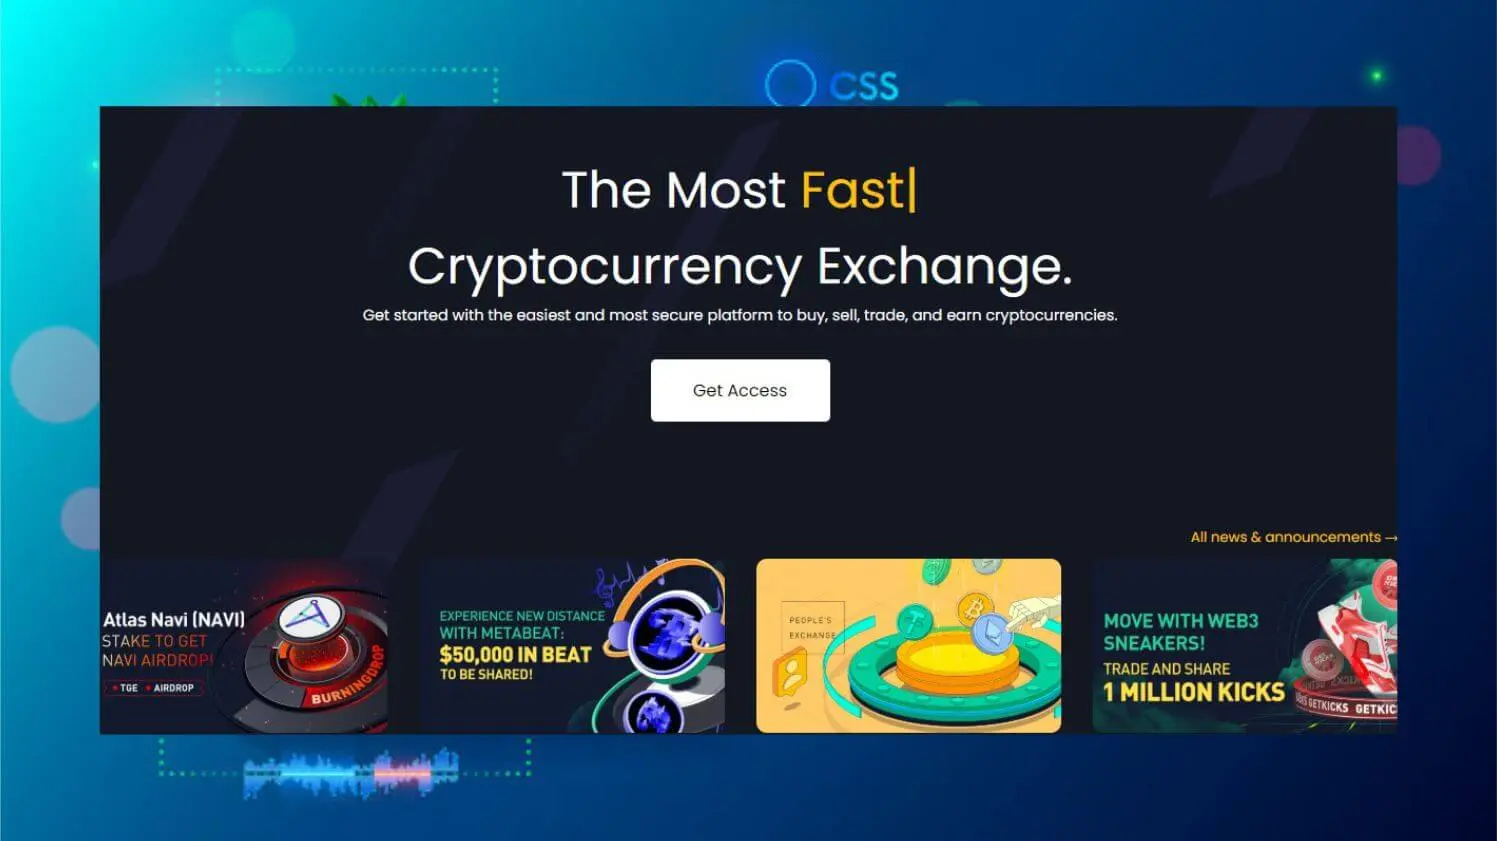 CSS
The Most Fast|
Cryptocurrency Exchange.
Get started with the easiest and most secure platform to buy, sell, trade, and earn cryptocurrencies.
Get Access
All news & announcements →
Atlas Navi (NAVI)
STAKE TO GET
NAVI AIRDROP!
TGE AIRDROP
BURNINGDROP
EXPERIENCE NEW DISTANCE
WITH METABEAT:
$50,000 IN BEAT
TO BE SHARED!
PEOPLE'S
EXCHANGE
MOVE WITH WEB3
SNEAKERS!
TRADE AND SHARE
1 MILLION KICKS
GETKICKS GETKIC